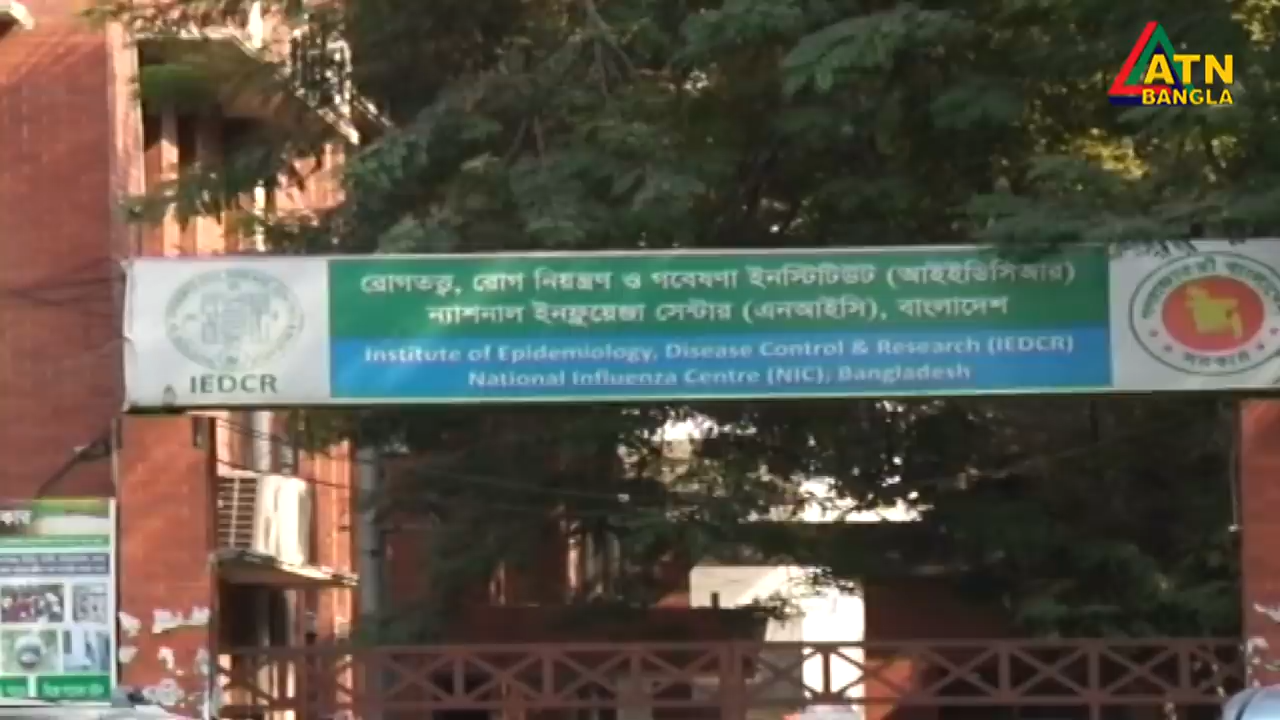 ATN
BANGLA
রোগতত্ত্ব, রোগ নিয়ন্ত্রণ ও গবেষণা ইনস্টিটিউট (আইইডিসিআর)
ন্যাশনাল ইনফ্লুয়েঞ্জা সেন্টার (এনআইসি), বাংলাদেশ
Institute of Epidemiology, Disease Control & Research (IEDCR)
National Influenza Centre (NIC), Bangladesh
IEDCR